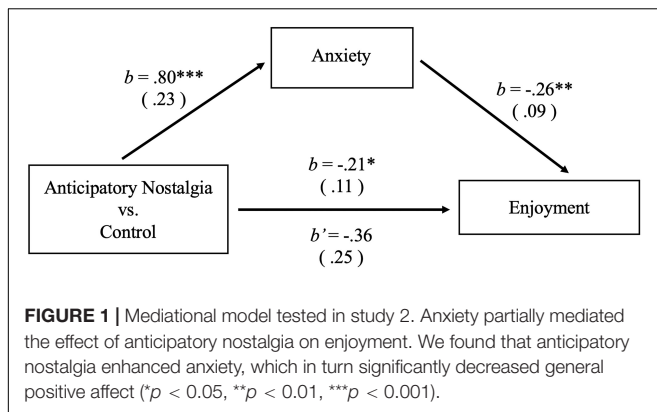 Anxiety
b = .80***
( .23 )
b = -.26**
( .09 )
Anticipatory Nostalgia
vs.
Control
b = -.21*
( .11 )
b’ = -.36
( .25 )
Enjoyment
FIGURE 1 | Mediational model tested in study 2. Anxiety partially mediated
the effect of anticipatory nostalgia on enjoyment. We found that anticipatory
nostalgia enhanced anxiety, which in turn significantly decreased general
positive affect (*p < 0.05, **p < 0.01, ***p < 0.001).